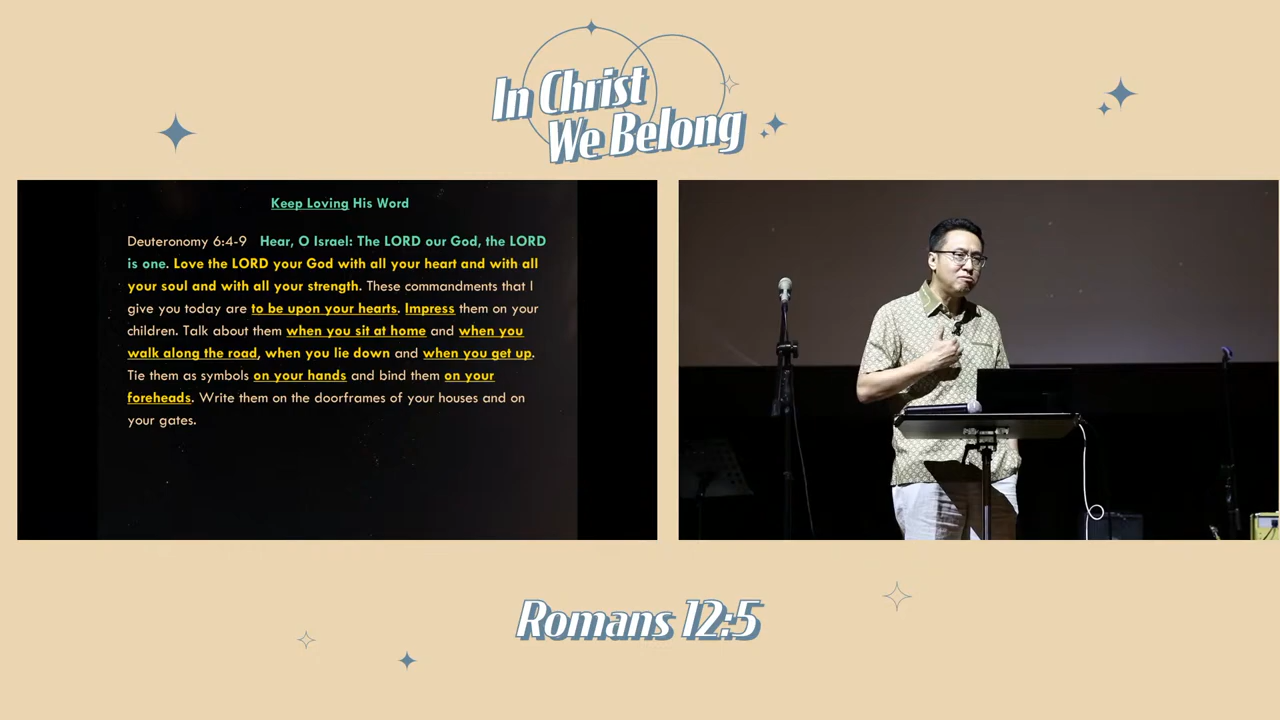 In Christ
We Belong
Keep Loving His Word
Deuteronomy 6:4-9 Hear, O Israel: The LORD our God, the LORD
is one. Love the LORD your God with all your heart and with all
your soul and with all your strength. These commandments that I
give you today are to be upon your hearts. Impress them on your
children. Talk about them when you sit at home and when you
walk along the road, when you lie down and when you get up.
Tie them as symbols on your hands and bind them on your
foreheads. Write them on the doorframes of your houses and on
your gates.
Romans 12:5